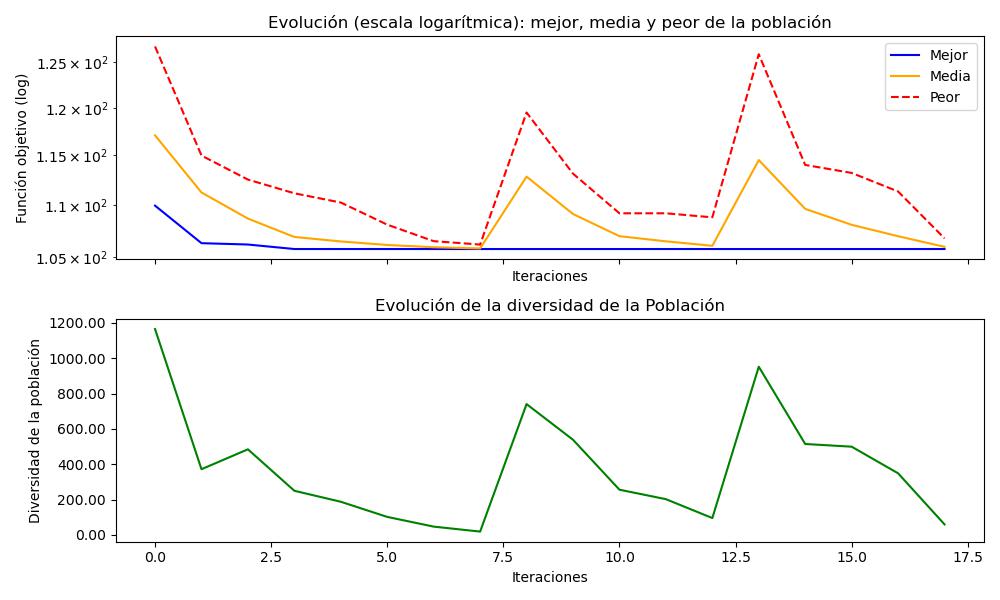 Evolución (escala logarítmica): mejor, media y peor de la población
Función objetivo (log)
1.25 × 10²
1.2 × 10²
1.15 × 10²
1.1 × 10²
1.05 × 10²
Mejor
Media
Peor
Iteraciones
Evolución de la diversidad de la Población
Diversidad de la población
1200.00
1000.00
800.00
600.00
400.00
200.00
0.00
0.0 2.5 5.0 7.5 10.0 12.5 15.0 17.5
Iteraciones